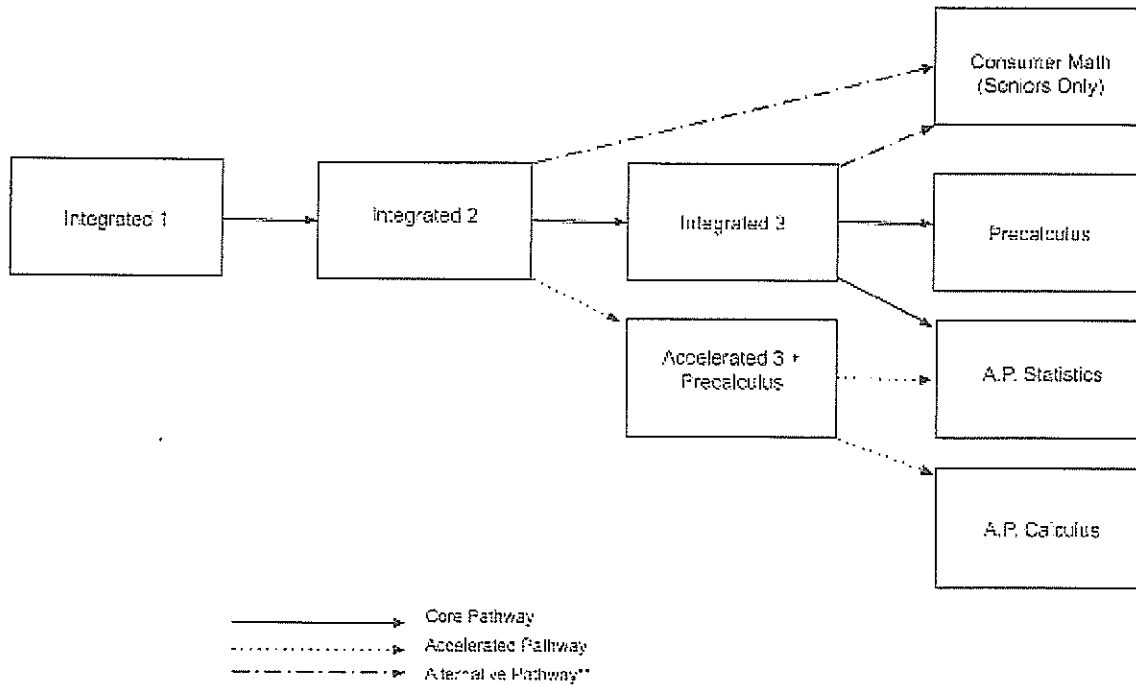 Consumer Math
(Seniors Only)
Integrated 1
Integrated 2
Integrated 3
Precalculus
Accelerated 3 +
Precalculus
A.P. Statistics
A.P. Calculus
Core Pathway
Accelerated Pathway
Alternative Pathway**